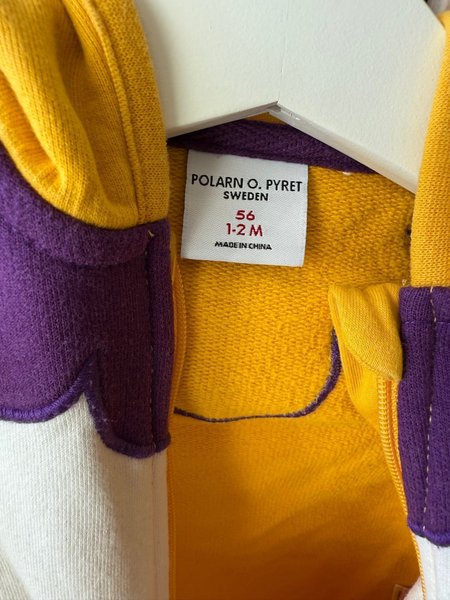 POLARN O. PYRET
SWEDEN
56
1-2 M
MADE IN CHINA